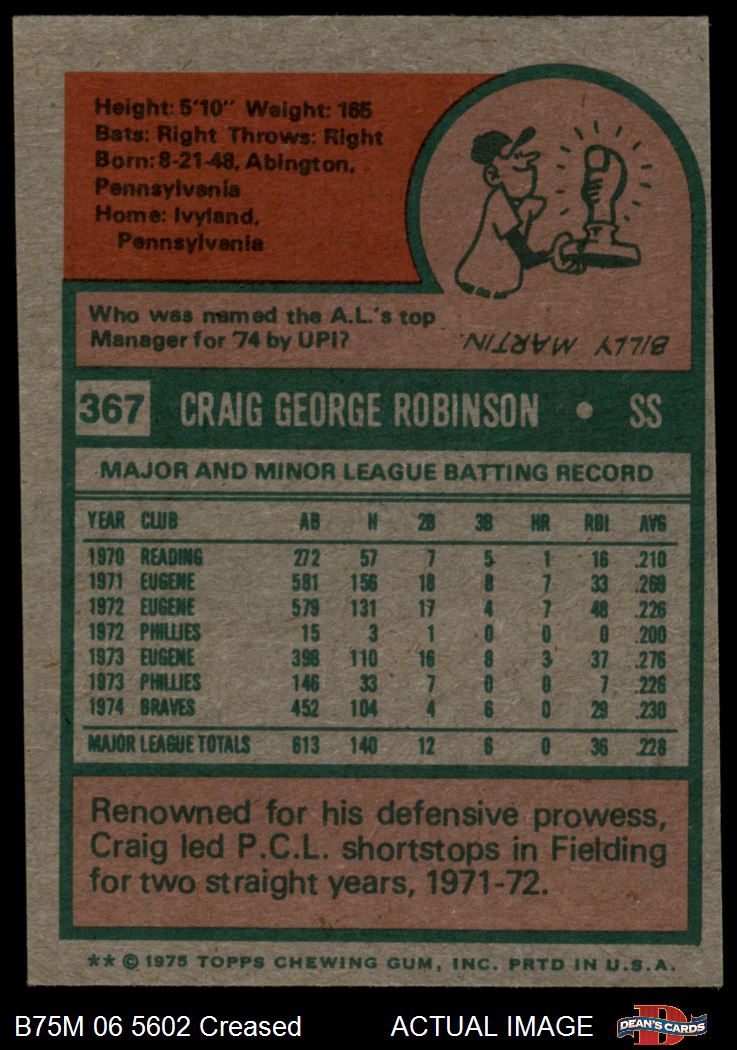 Height: 5'10" Weight: 165
Bats: Right Throws: Right
Born: 8-21-48, Abington,
Pennsylvania
Home: Ivyland,
Pennsylvania
Who was named the A.L.'s top
Manager for '74 by UPI?
BILLY MARTIN.
367 CRAIG GEORGE ROBINSON • SS
MAJOR AND MINOR LEAGUE BATTING RECORD
YEAR CLUB AB H 2B 3B HR RBI AVG
1970 READING 272 57 7 5 1 16 .210
1971 EUGENE 581 156 18 8 7 33 .269
1972 EUGENE 579 131 17 4 7 48 .226
1972 PHILLIES 15 3 1 0 0 0 .200
1973 EUGENE 398 110 16 8 3 37 .276
1973 PHILLIES 146 33 7 0 0 7 .226
1974 BRAVES 452 104 4 6 0 29 .230
MAJOR LEAGUE TOTALS 613 140 12 6 0 36 .228
Renowned for his defensive prowess,
Craig led P.C.L. shortstops in Fielding
for two straight years, 1971-72.
** © 1975 TOPPS CHEWING GUM, INC. PRTD IN U.S.A.
B75M 06 5602 Creased ACTUAL IMAGE
D
DEAN'S CARDS